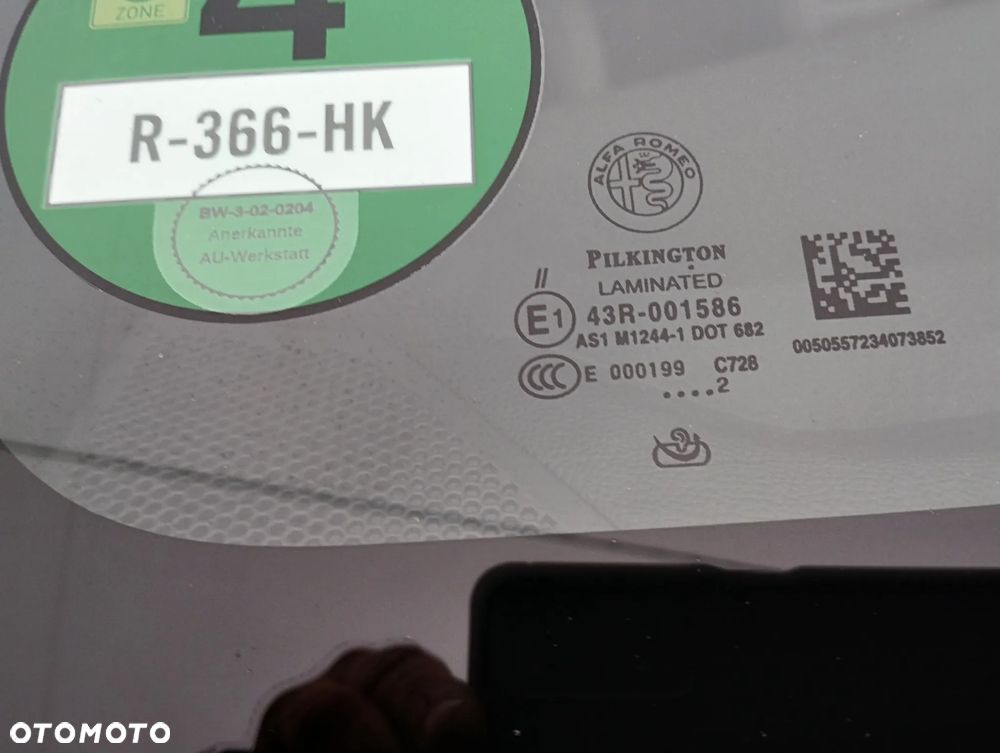 ZONE
4
R-366-HK
BW-3-02-0204
Anerkannte
AU-Werkstatt
ALFA ROMEO
PILKINGTON
LAMINATED
//
E1
43R-001586
AS1 M1244-1 DOT 682
CCC
E 000199 C728
....2
0050557234073852
OTOMOTO